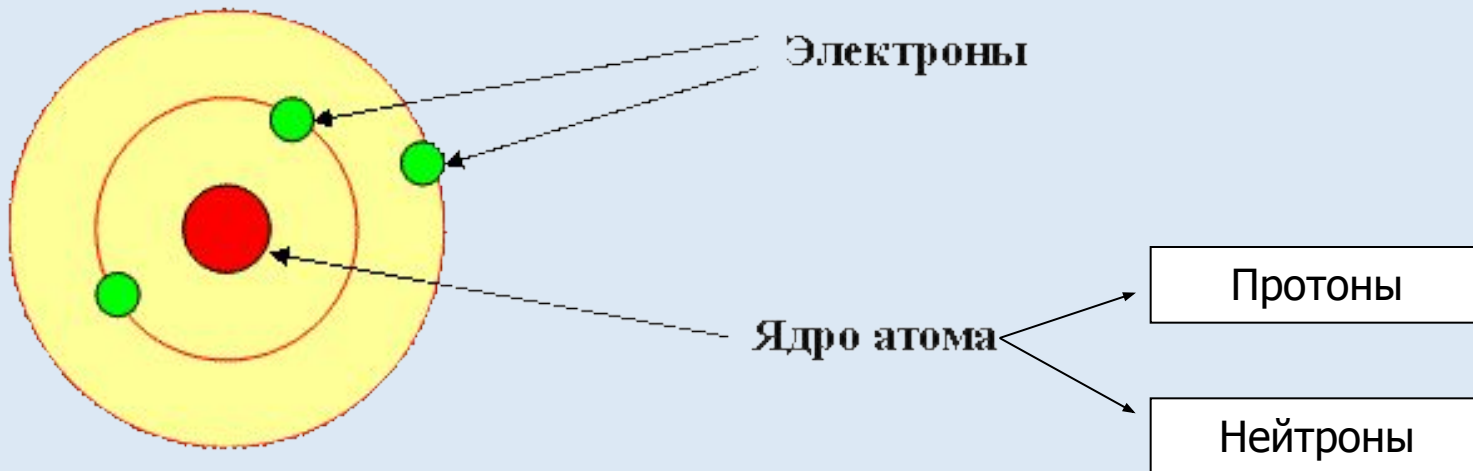 Электроны
Протоны
Ядро атома
Нейтроны